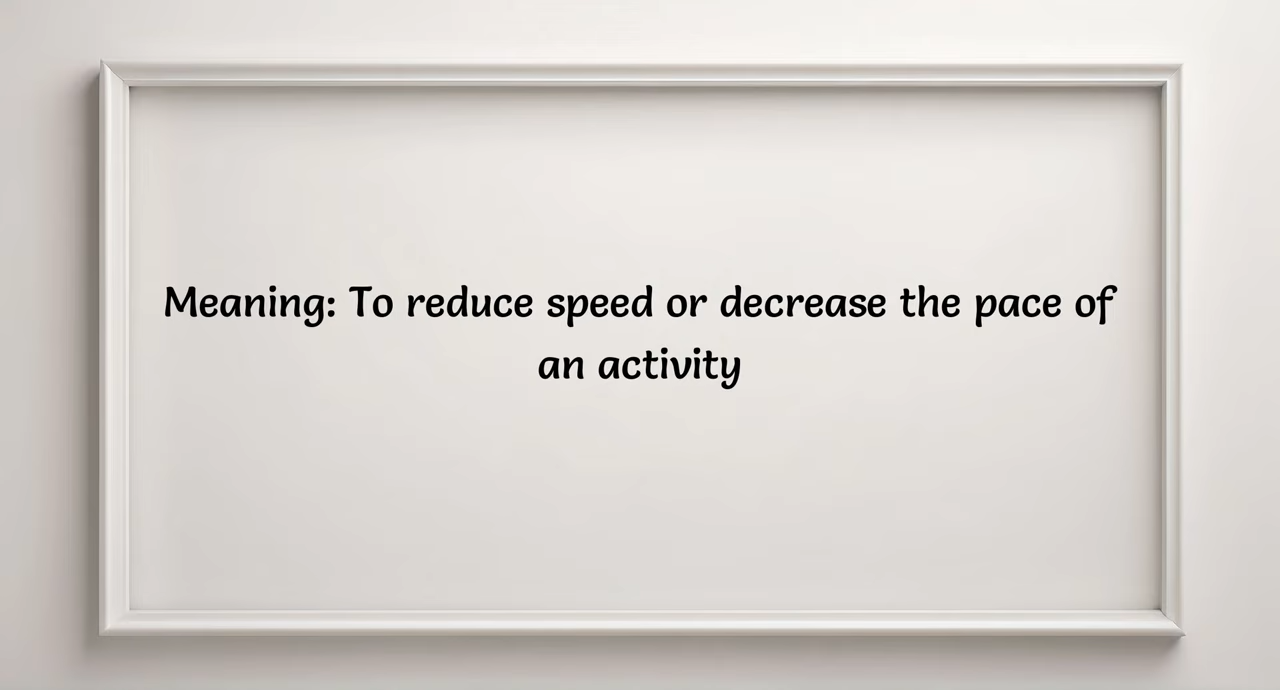 Meaning: To reduce speed or decrease the pace of
an activity